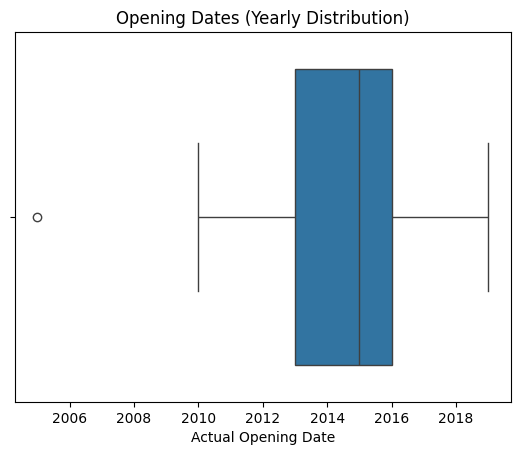 Opening Dates (Yearly Distribution)
2006 2008 2010 2012 2014 2016 2018
Actual Opening Date